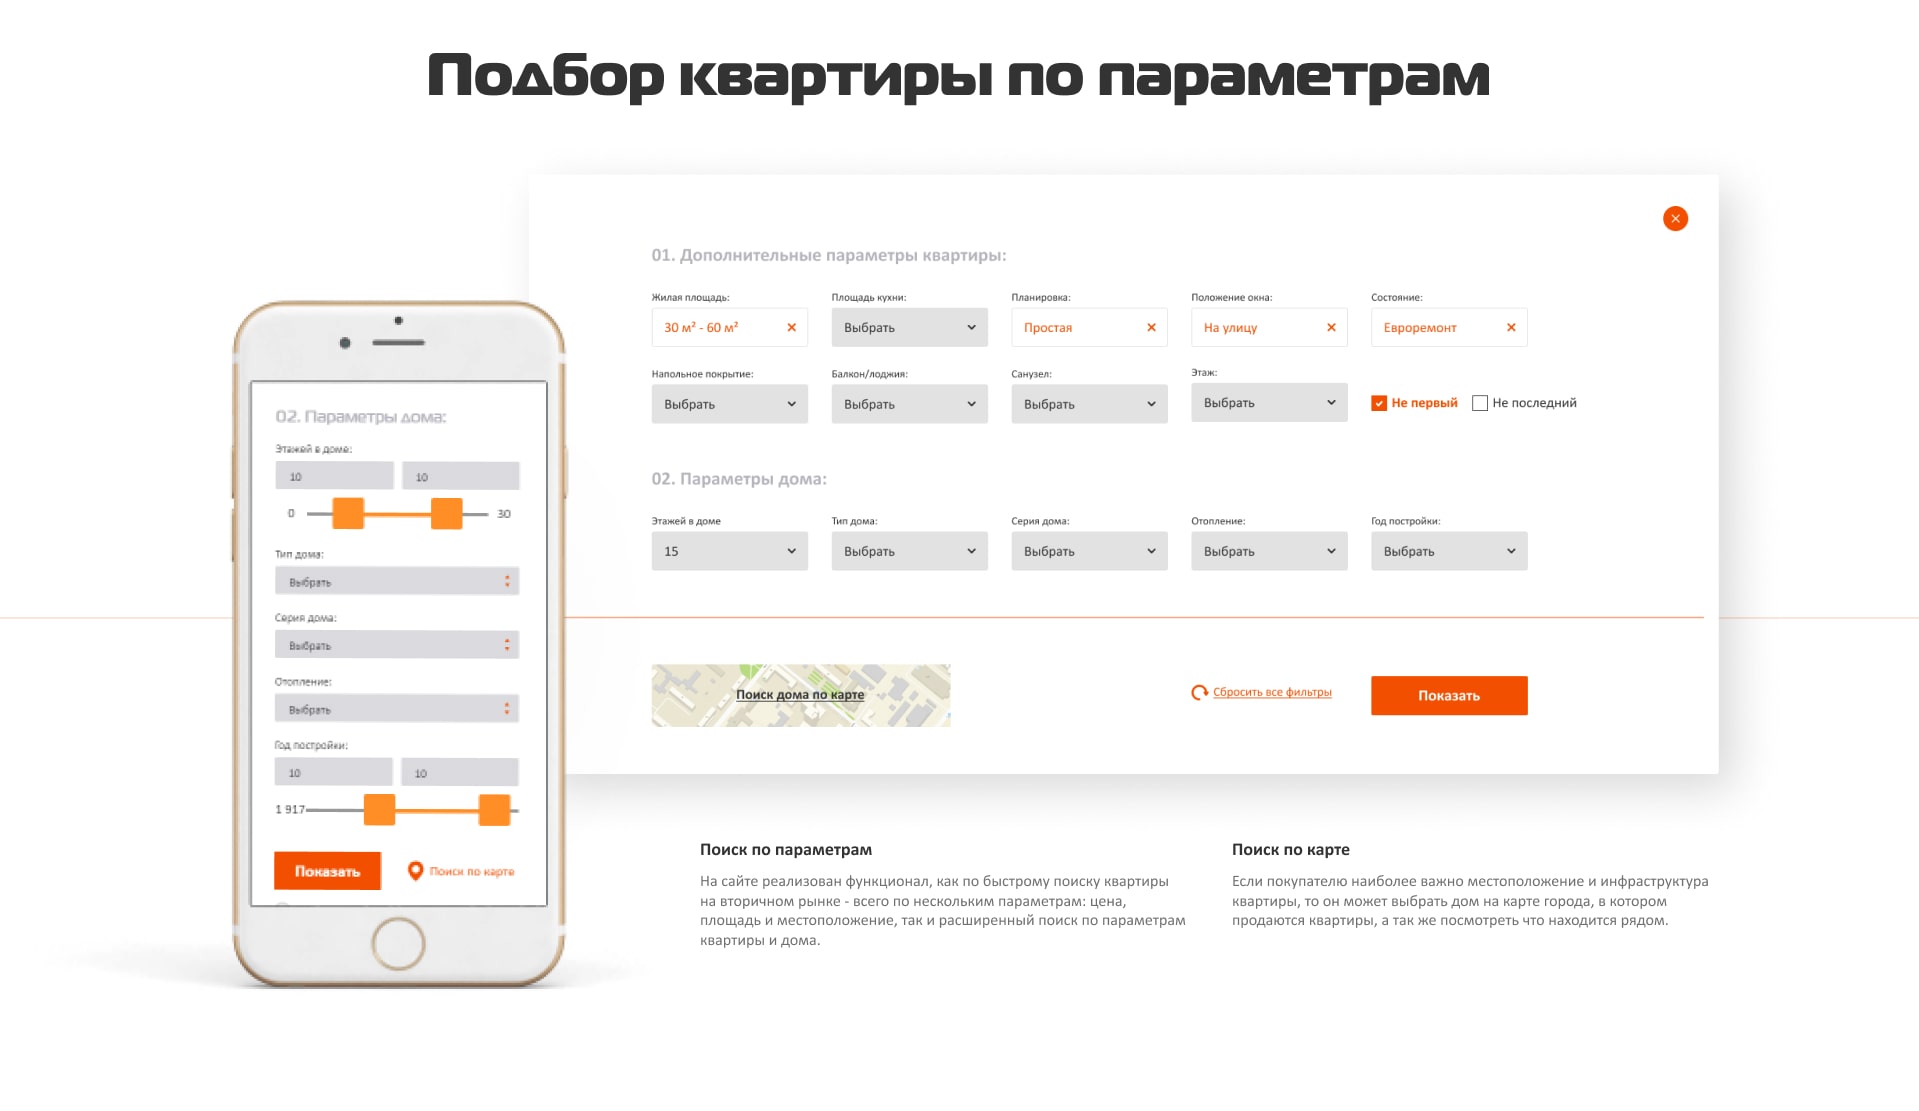 Подбор квартиры по параметрам
01. Дополнительные параметры квартиры:
Жилая площадь: Площадь кухни: Планировка: Положение окна: Состояние:
30 м² - 60 м² Выбрать Простая На улицу Евроремонт
Напольное покрытие: Балкон/лоджия: Санузел: Этаж:
Выбрать Выбрать Выбрать Выбрать Не первый Не последний
02. Параметры дома:
Этажей в доме Тип дома: Серия дома: Отопление: Год постройки:
15 Выбрать Выбрать Выбрать Выбрать
Поиск дома по карте Сбросить все фильтры Показать
02. Параметры дома:
Этажей в доме:
10 10
0 30
Тип дома:
Выбрать
Серия дома:
Выбрать
Отопление:
Выбрать
Год постройки:
10 10
1 917
Показать Поиск по карте
Поиск по параметрам
На сайте реализован функционал, как по быстрому поиску квартиры
на вторичном рынке - всего по нескольким параметрам: цена,
площадь и местоположение, так и расширенный поиск по параметрам
квартиры и дома.
Поиск по карте
Если покупателю наиболее важно местоположение и инфраструктура
квартиры, то он может выбрать дом на карте города, в котором
продаются квартиры, а так же посмотреть что находится рядом.